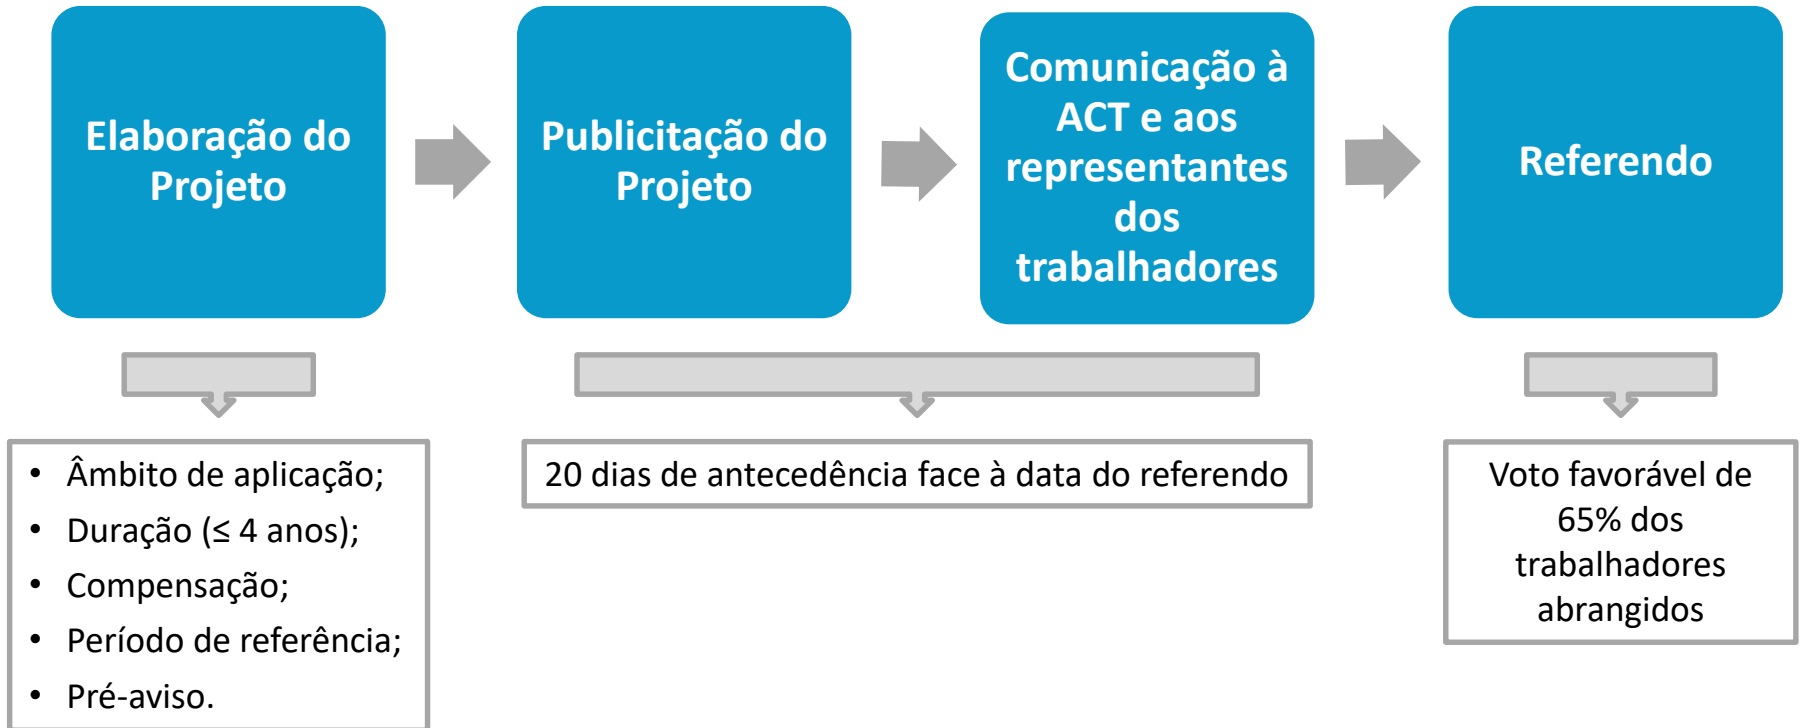 Elaboração do
Projeto
Publicitação do
Projeto
Comunicação à
ACT e aos
representantes
dos
trabalhadores
Referendo
• Âmbito de aplicação;
• Duração (≤ 4 anos);
• Compensação;
• Período de referência;
• Pré-aviso.
20 dias de antecedência face à data do referendo
Voto favorável de
65% dos
trabalhadores
abrangidos